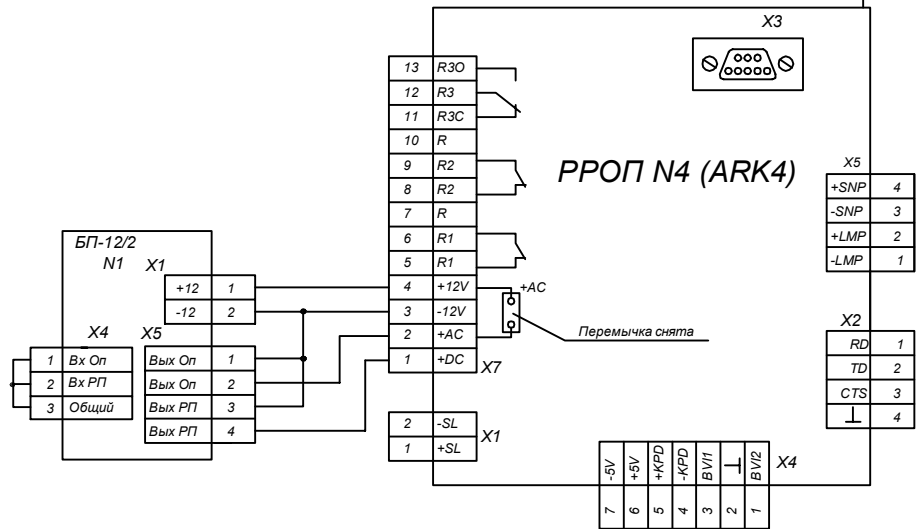 X3
13 R3O
12 R3
11 R3C
10 R
9 R2
8 R2
7 R
6 R1
5 R1
4 +12V
3 -12V
2 +AC
1 +DC
X7
РРОП N4 (ARK4)
+AC
Перемычка снята
X5
+SNP 4
-SNP 3
+LMP 2
-LMP 1
БП-12/2
N1
X1
+12 1
-12 2
X4
1 Вх Оп
2 Вх РП
3 Общий
X5
Вых Оп 1
Вых Оп 2
Вых РП 3
Вых РП 4
X2
RD 1
TD 2
CTS 3
⊥ 4
2 -SL
1 +SL
X1
X4
7 -5V
6 +5V
5 +KPD
4 -KPD
3 BVI1
2 ⊥
1 BVI2